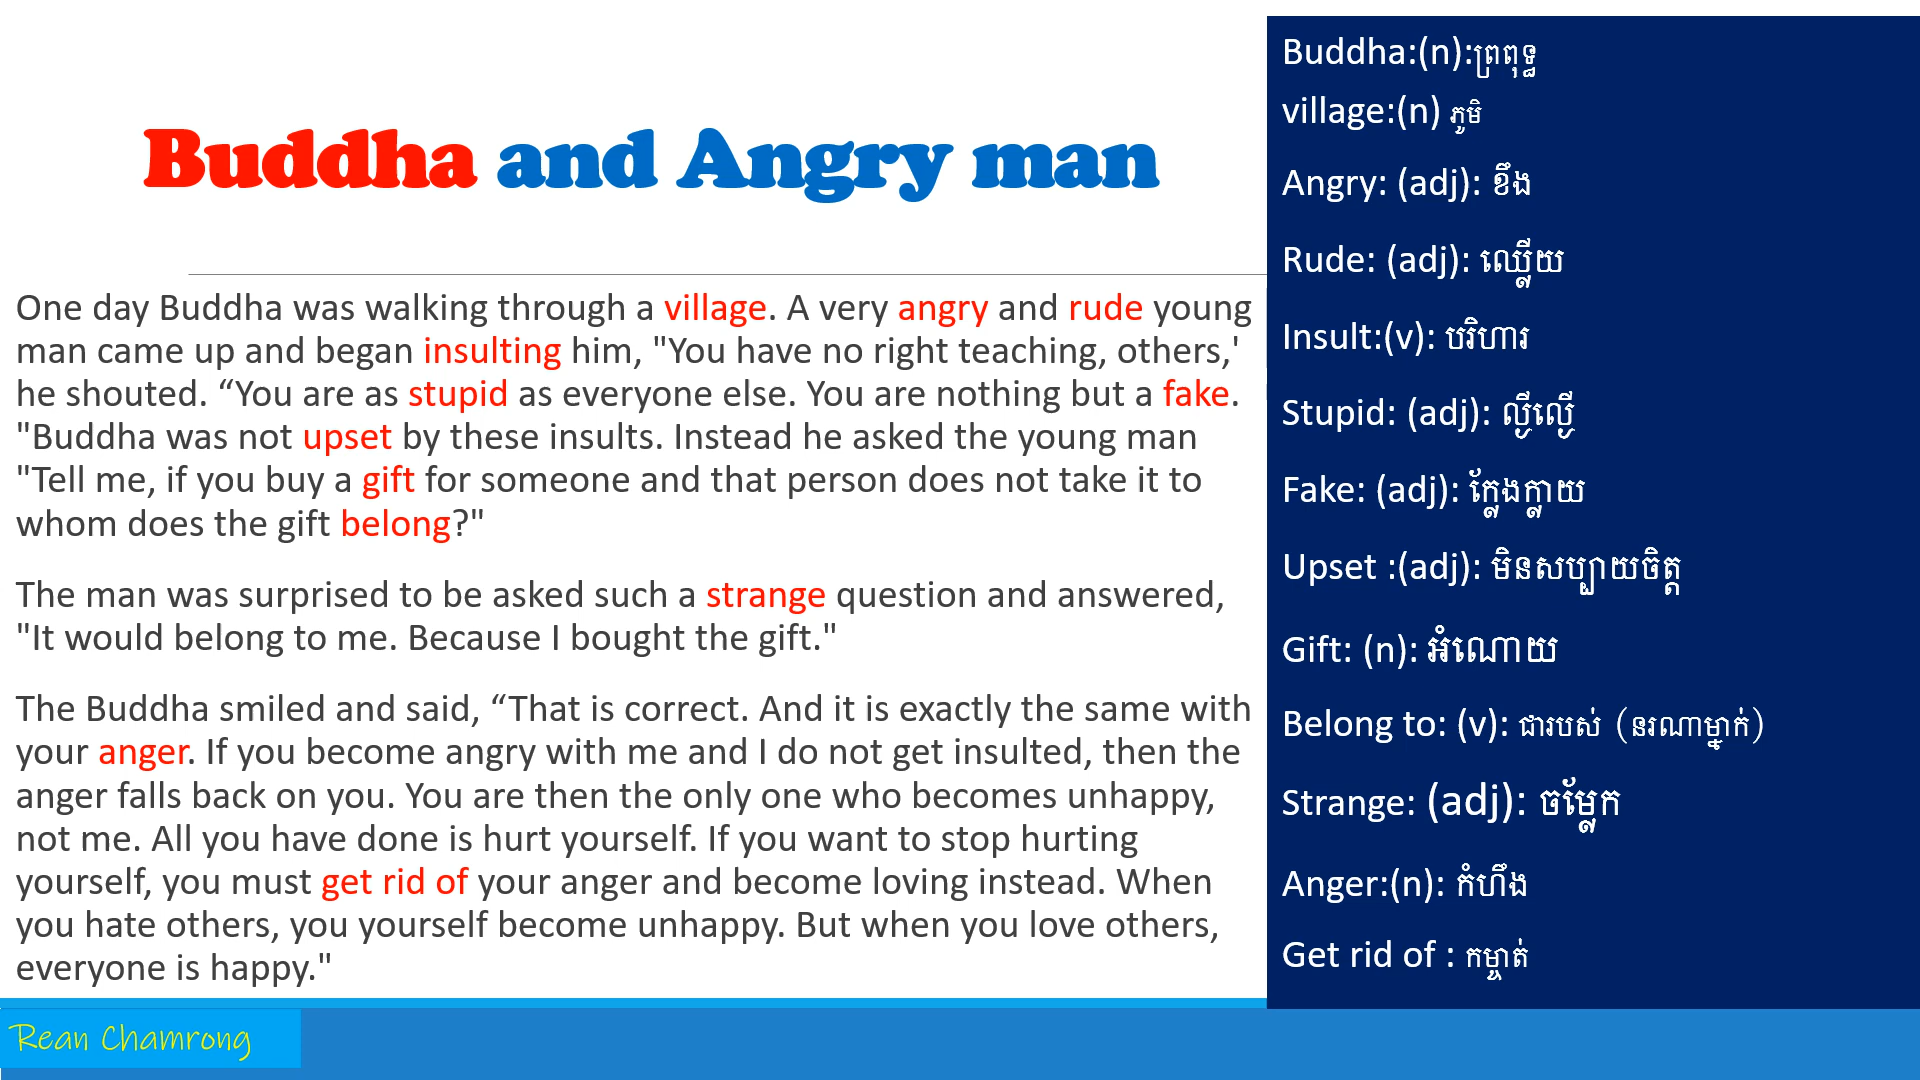 Buddha and Angry man
One day Buddha was walking through a village. A very angry and rude young
man came up and began insulting him, "You have no right teaching, others,'
he shouted. “You are as stupid as everyone else. You are nothing but a fake.
"Buddha was not upset by these insults. Instead he asked the young man
"Tell me, if you buy a gift for someone and that person does not take it to
whom does the gift belong?"
The man was surprised to be asked such a strange question and answered,
"It would belong to me. Because I bought the gift."
The Buddha smiled and said, “That is correct. And it is exactly the same with
your anger. If you become angry with me and I do not get insulted, then the
anger falls back on you. You are then the only one who becomes unhappy,
not me. All you have done is hurt yourself. If you want to stop hurting
yourself, you must get rid of your anger and become loving instead. When
you hate others, you yourself become unhappy. But when you love others,
everyone is happy."
Buddha:(n):ព្រពុទ្ធ
village:(n) ភូមិ
Angry: (adj): ខឹង
Rude: (adj): ឈ្លើយ
Insult:(v): បរិហារ
Stupid: (adj): ល្ងីល្ងើ
Fake: (adj): ក្លែងក្លាយ
Upset :(adj): មិនសប្បាយចិត្ត
Gift: (n): អំណោយ
Belong to: (v): ជារបស់ (នរណាម្នាក់)
Strange: (adj): ចម្លែក
Anger:(n): កំហឹង
Get rid of : កម្ចាត់
Rean Chamrong